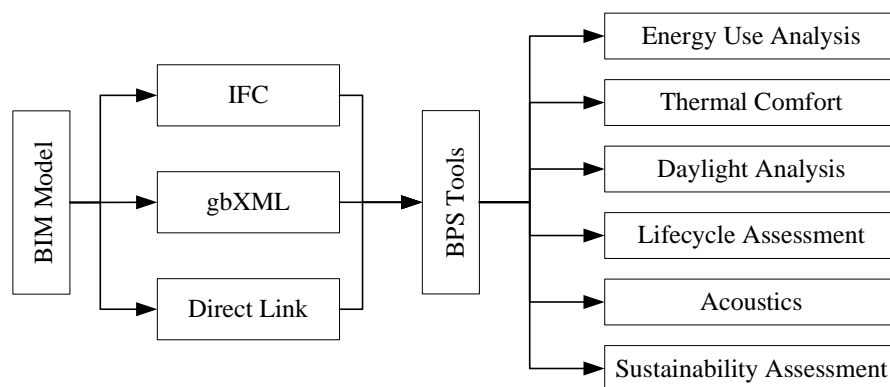 BIM Model
IFC
gbXML
Direct Link
BPS Tools
Energy Use Analysis
Thermal Comfort
Daylight Analysis
Lifecycle Assessment
Acoustics
Sustainability Assessment